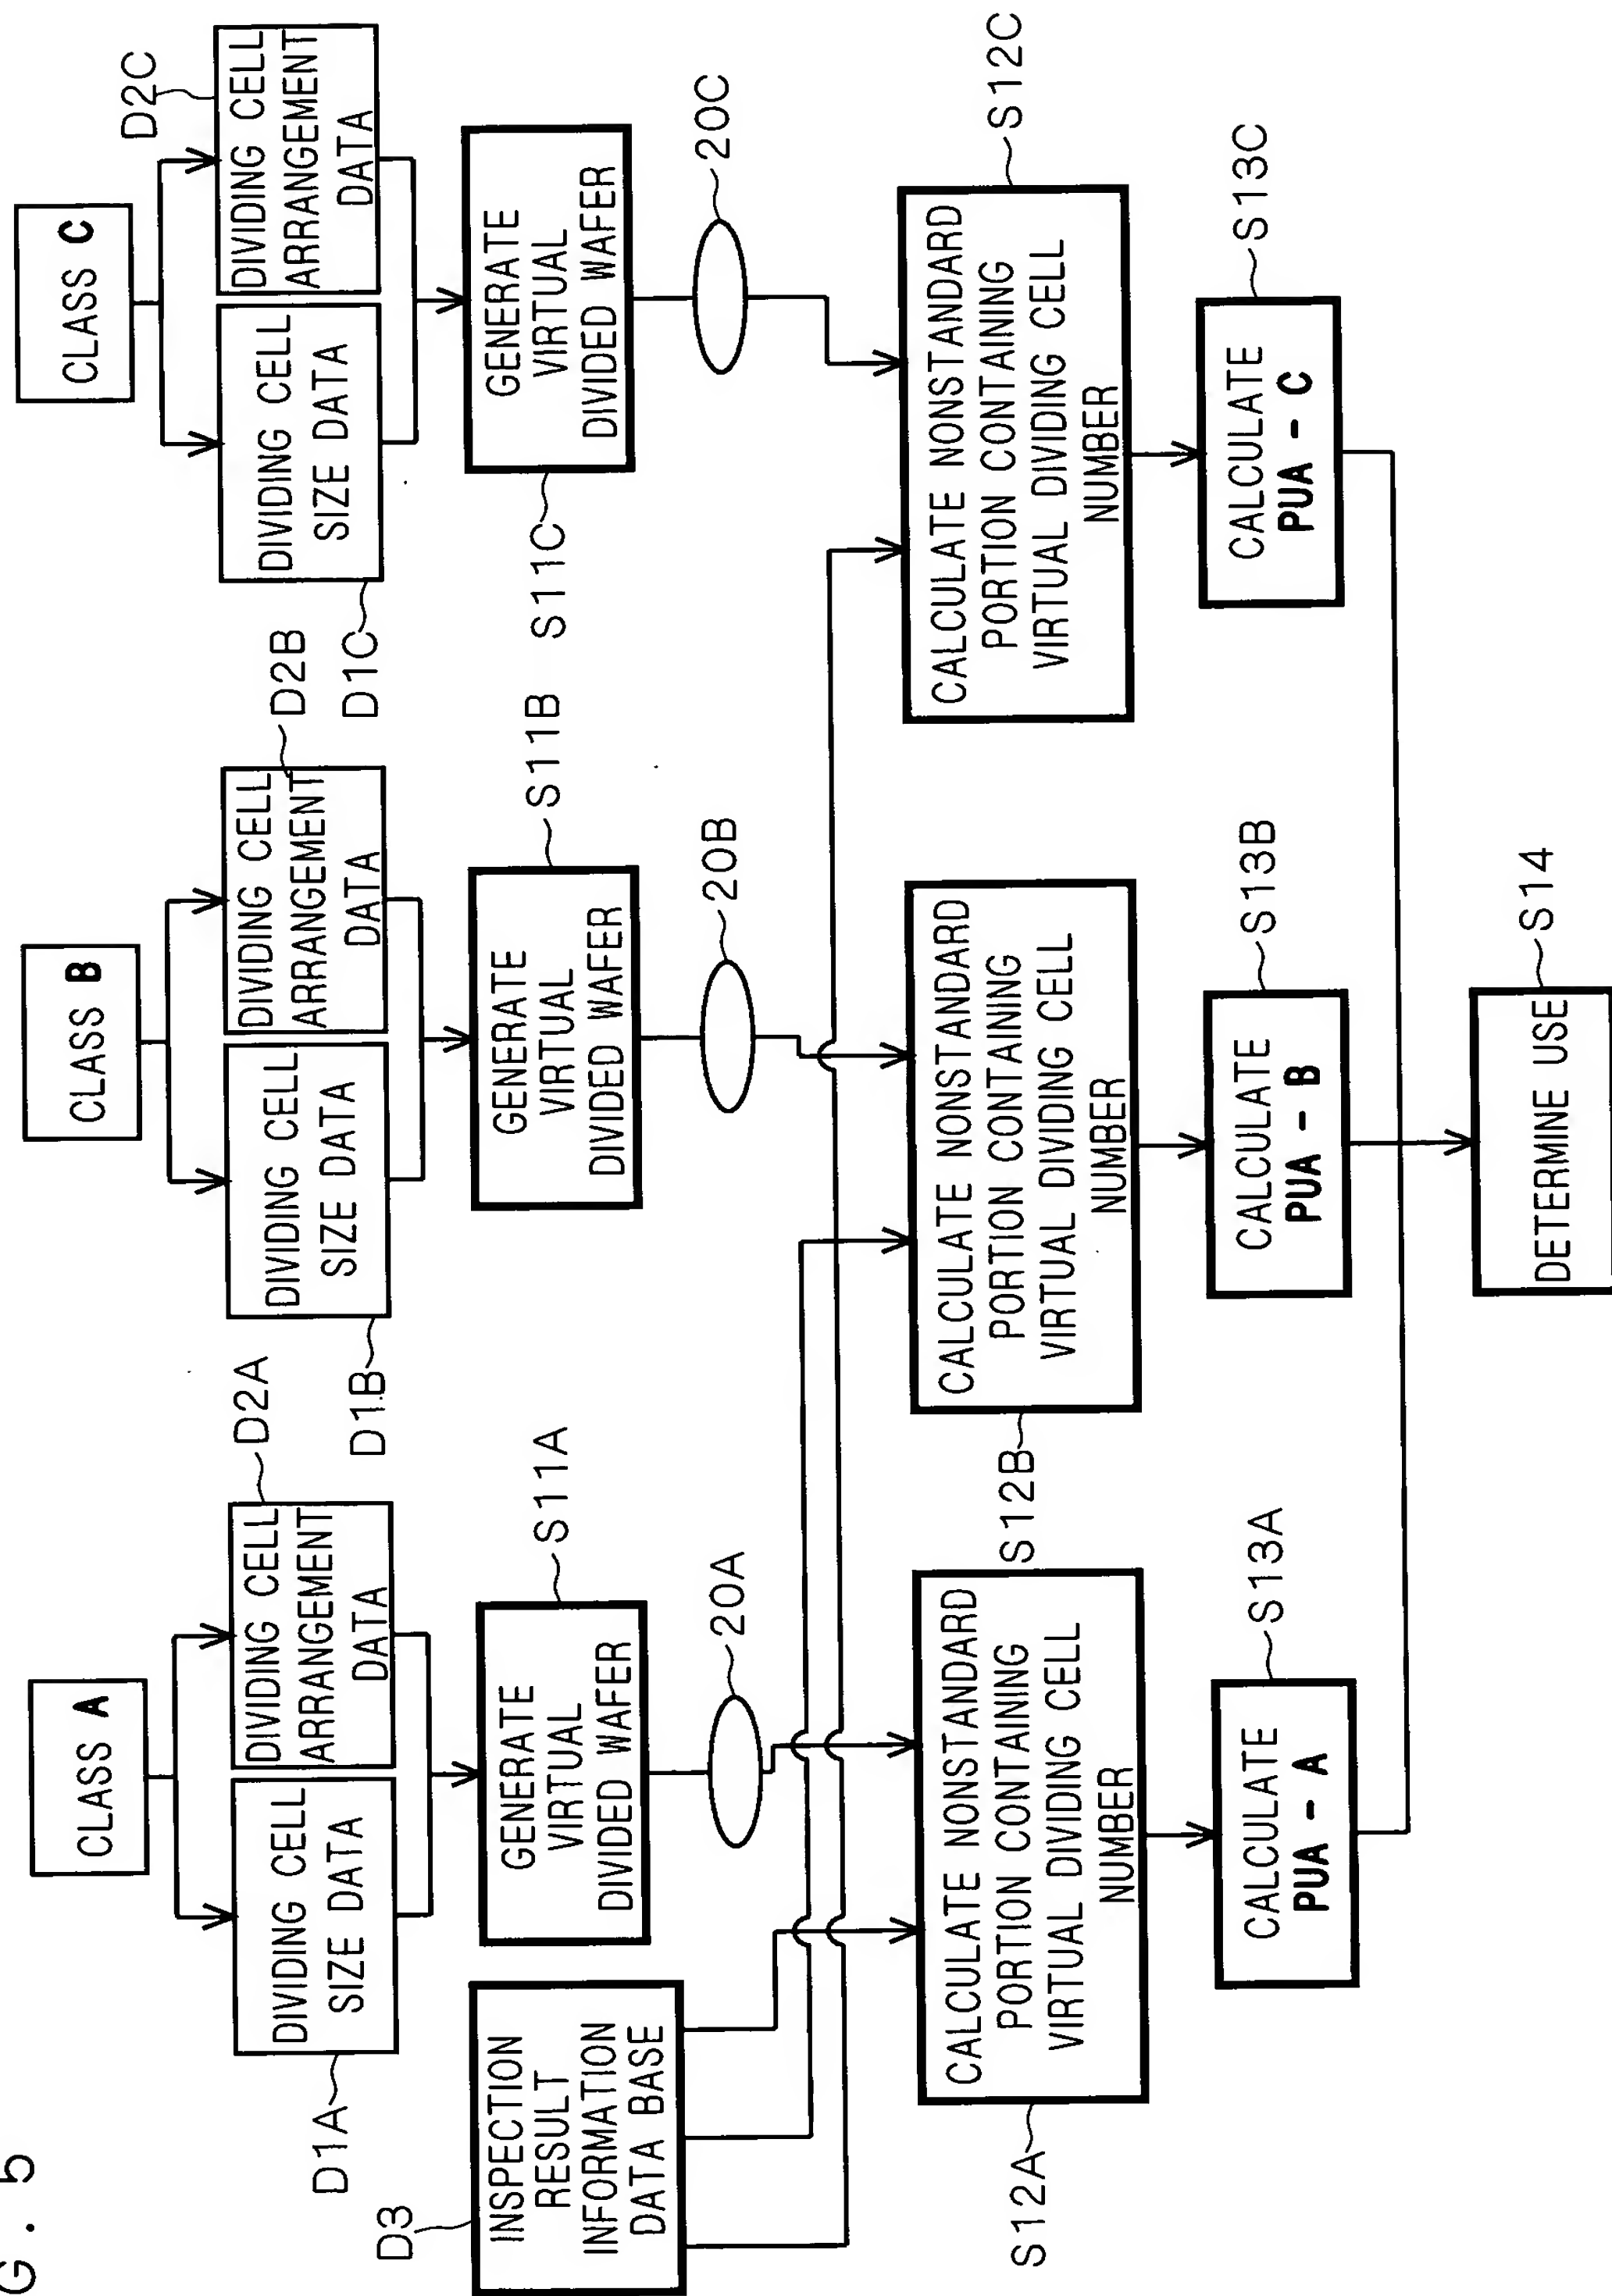 G . 5
CLASS A
CLASS B
CLASS C
D1A
DIVIDING CELL
SIZE DATA
D2A
DIVIDING CELL
ARRANGEMENT
DATA
D1B
DIVIDING CELL
SIZE DATA
D2B
DIVIDING CELL
ARRANGEMENT
DATA
D1C
DIVIDING CELL
SIZE DATA
D2C
DIVIDING CELL
ARRANGEMENT
DATA
D3
INSPECTION
RESULT
INFORMATION
DATA BASE
GENERATE
VIRTUAL
DIVIDED WAFER
S11A
GENERATE
VIRTUAL
DIVIDED WAFER
S11B
GENERATE
VIRTUAL
DIVIDED WAFER
S11C
20A
20B
20C
S12A
CALCULATE NONSTANDARD
PORTION CONTAINING
VIRTUAL DIVIDING CELL
NUMBER
S12B
CALCULATE NONSTANDARD
PORTION CONTAINING
VIRTUAL DIVIDING CELL
NUMBER
S12C
CALCULATE NONSTANDARD
PORTION CONTAINING
VIRTUAL DIVIDING CELL
NUMBER
CALCULATE
PUA - A
S13A
CALCULATE
PUA - B
S13B
CALCULATE
PUA - C
S13C
DETERMINE USE
S14